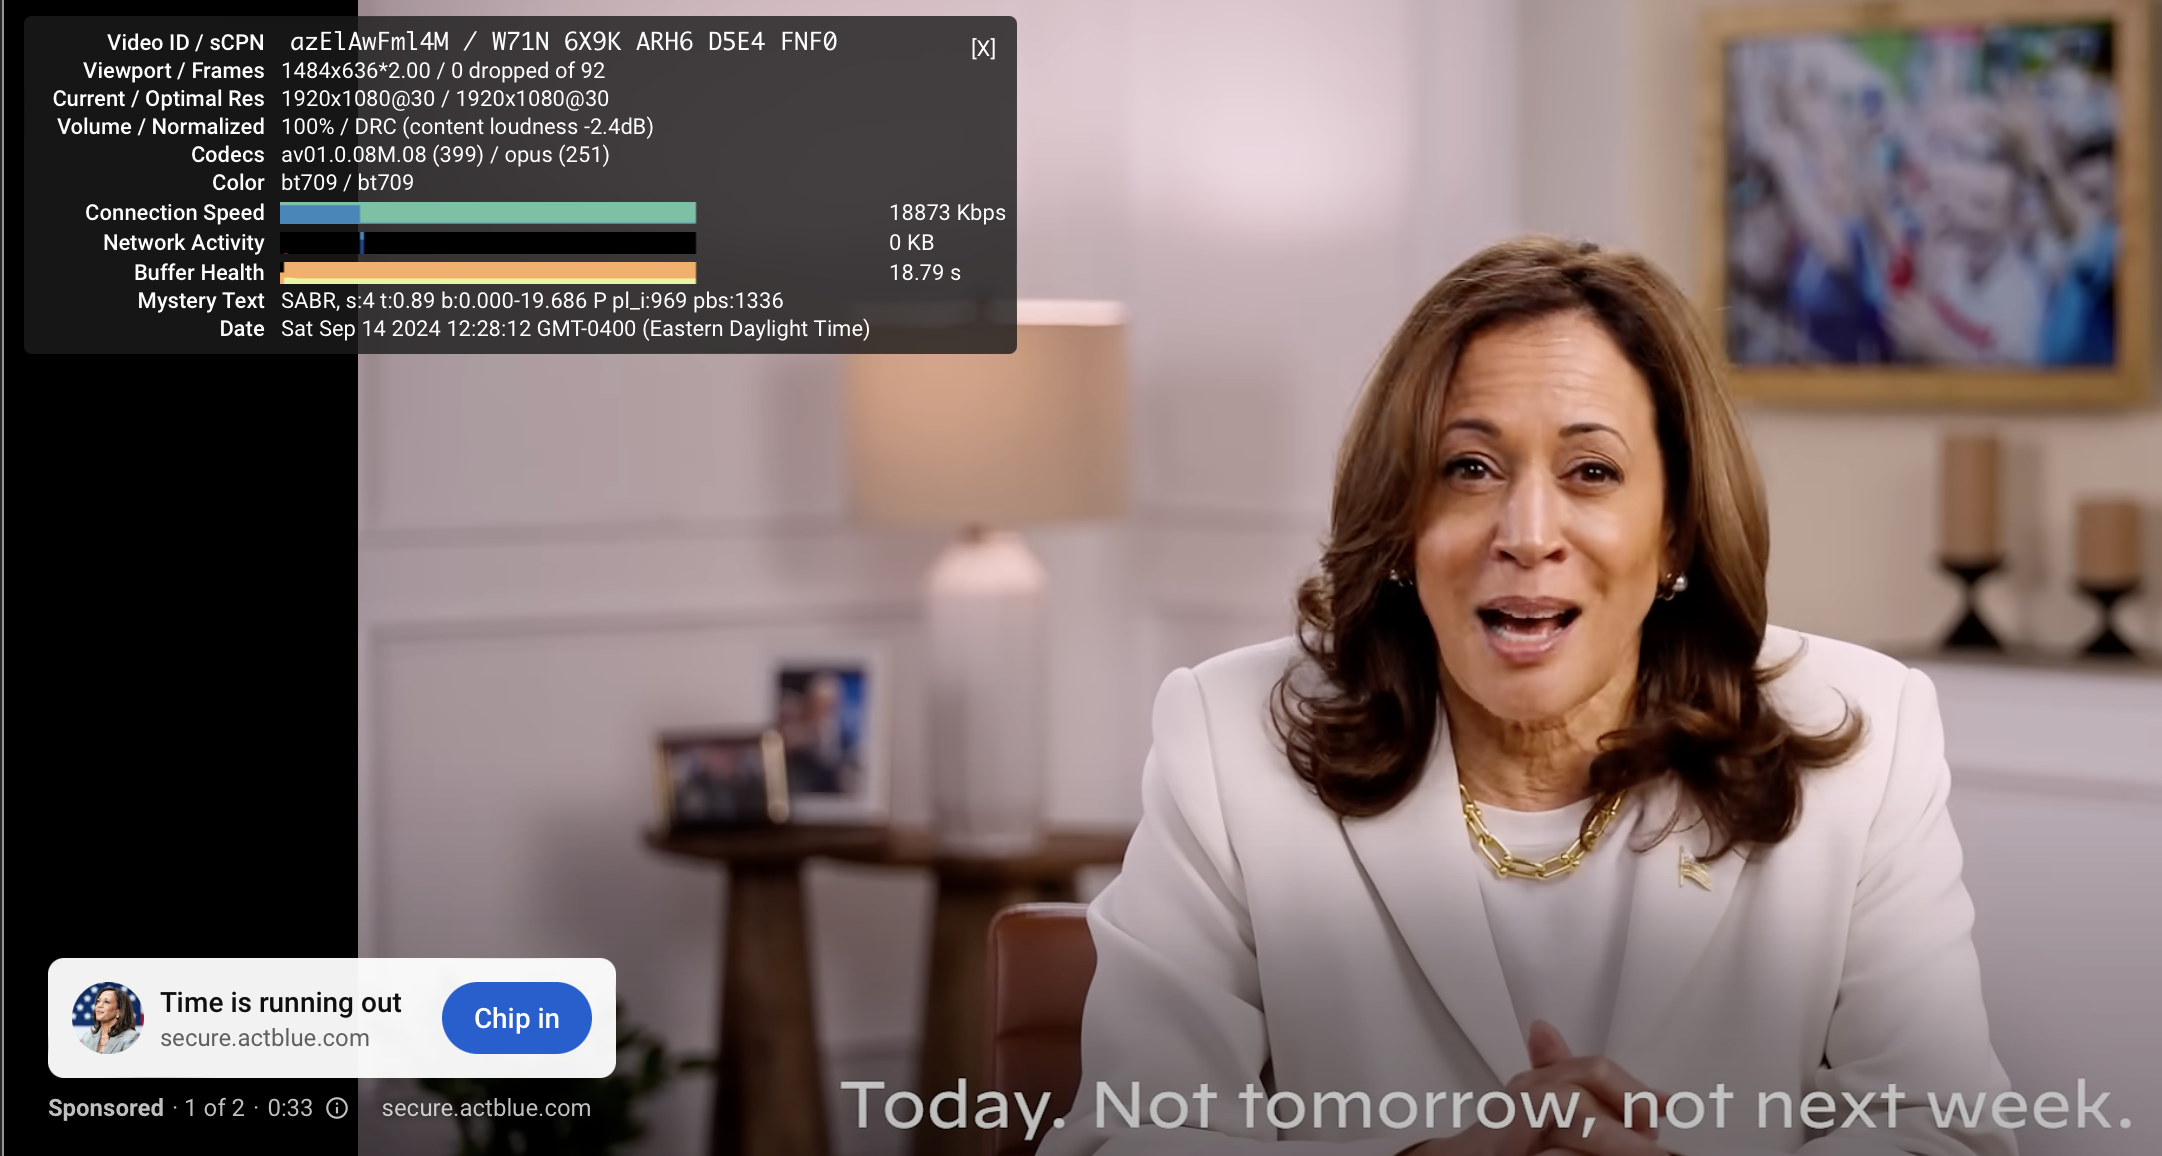 Video ID / sCPN azElAwFml4M / W71N 6X9K ARH6 D5E4 FNF0 [X]
Viewport / Frames 1484x636*2.00 / 0 dropped of 92
Current / Optimal Res 1920x1080@30 / 1920x1080@30
Volume / Normalized 100% / DRC (content loudness -2.4dB)
Codecs av01.0.08M.08 (399) / opus (251)
Color bt709 / bt709
Connection Speed 18873 Kbps
Network Activity 0 KB
Buffer Health 18.79 s
Mystery Text SABR, s:4 t:0.89 b:0.000-19.686 P pl_i:969 pbs:1336
Date Sat Sep 14 2024 12:28:12 GMT-0400 (Eastern Daylight Time)
Time is running out
secure.actblue.com
Chip in
Sponsored · 1 of 2 · 0:33 secure.actblue.com
Today. Not tomorrow, not next week.